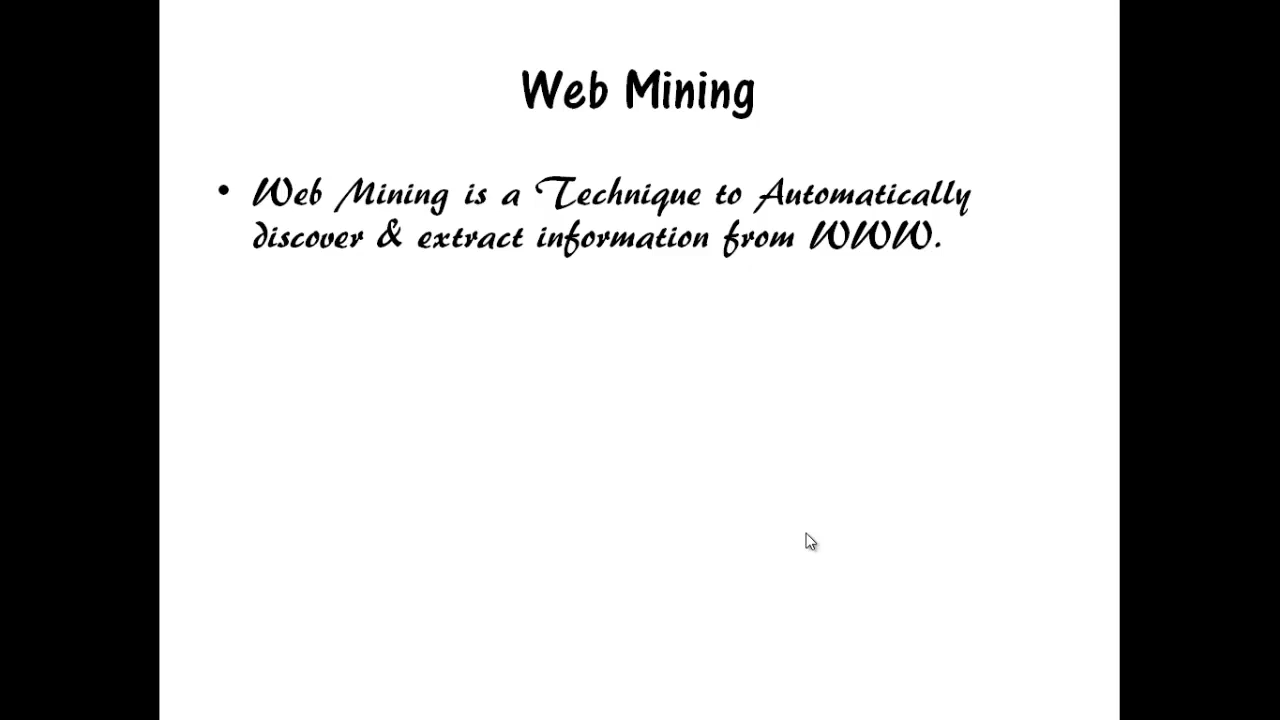 Web Mining
• Web Mining is a Technique to Automatically
discover & extract information from WWW.